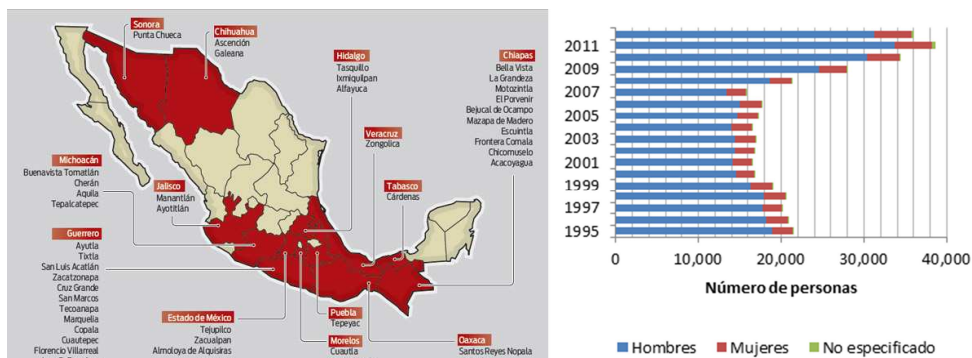 Sonora
Punta Chueca
Chihuahua
Ascención
Galeana
Hidalgo
Tasquillo
Ixmiquilpan
Alfayuca
Chiapas
Bella Vista
La Grandeza
Motozintla
El Porvenir
Bejucal de Ocampo
Mazapa de Madero
Escuintla
Frontera Comala
Chicomuselo
Acacoyagua
Veracruz
Zongolica
Tabasco
Cárdenas
Michoacán
Buenavista Tomatlán
Cherán
Aquila
Tepalcatepec
Jalisco
Manantlán
Ayotitlán
Guerrero
Ayutla
Tixtla
San Luis Acatlán
Zacatzonapa
Cruz Grande
San Marcos
Tecoanapa
Marquelia
Copala
Cuautepec
Florencio Villarreal
Estado de México
Tejupilco
Zacualpan
Almoloya de Alquisiras
Puebla
Tepeyac
Morelos
Cuautla
Oaxaca
Santos Reyes Nopala
2011
2009
2007
2005
2003
2001
1999
1997
1995
0 10,000 20,000 30,000 40,000
Número de personas
Hombres Mujeres No especificado